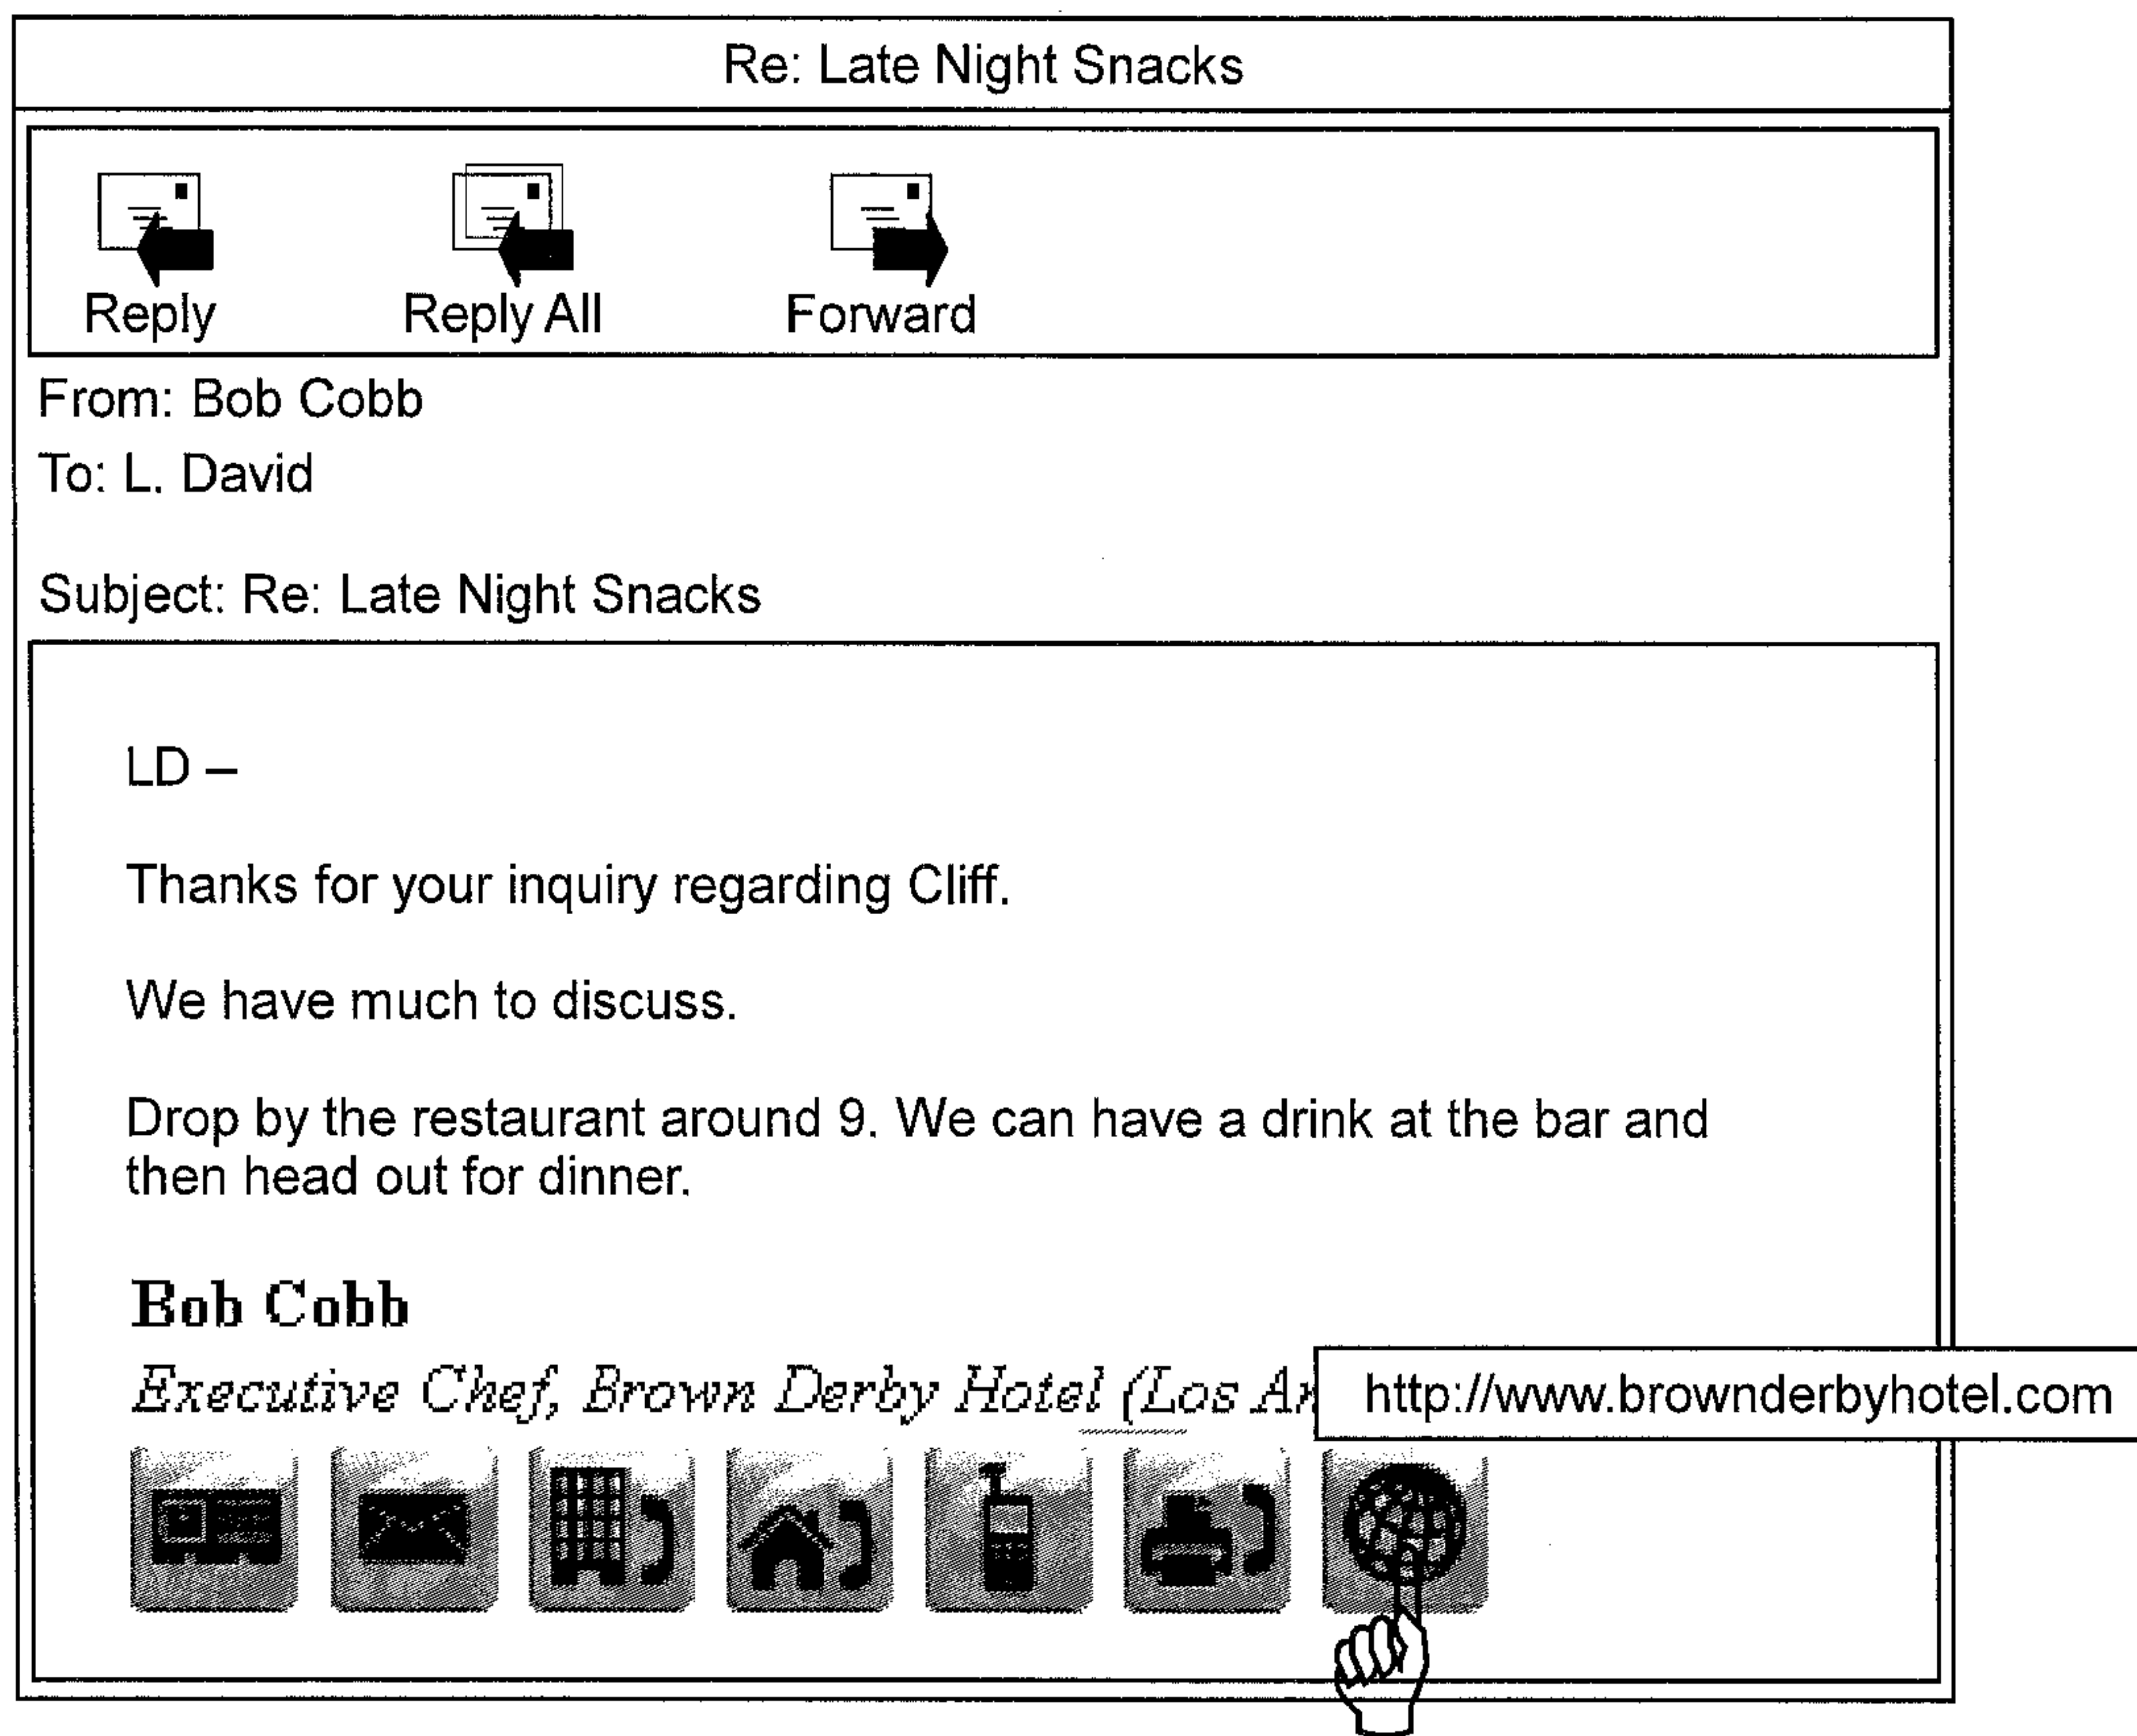 Re: Late Night Snacks
Reply Reply All Forward
From: Bob Cobb
To: L. David
Subject: Re: Late Night Snacks
LD –
Thanks for your inquiry regarding Cliff.
We have much to discuss.
Drop by the restaurant around 9. We can have a drink at the bar and
then head out for dinner.
Bob Cobb
Executive Chef, Brown Derby Hotel (Los
http://www.brownderbyhotel.com